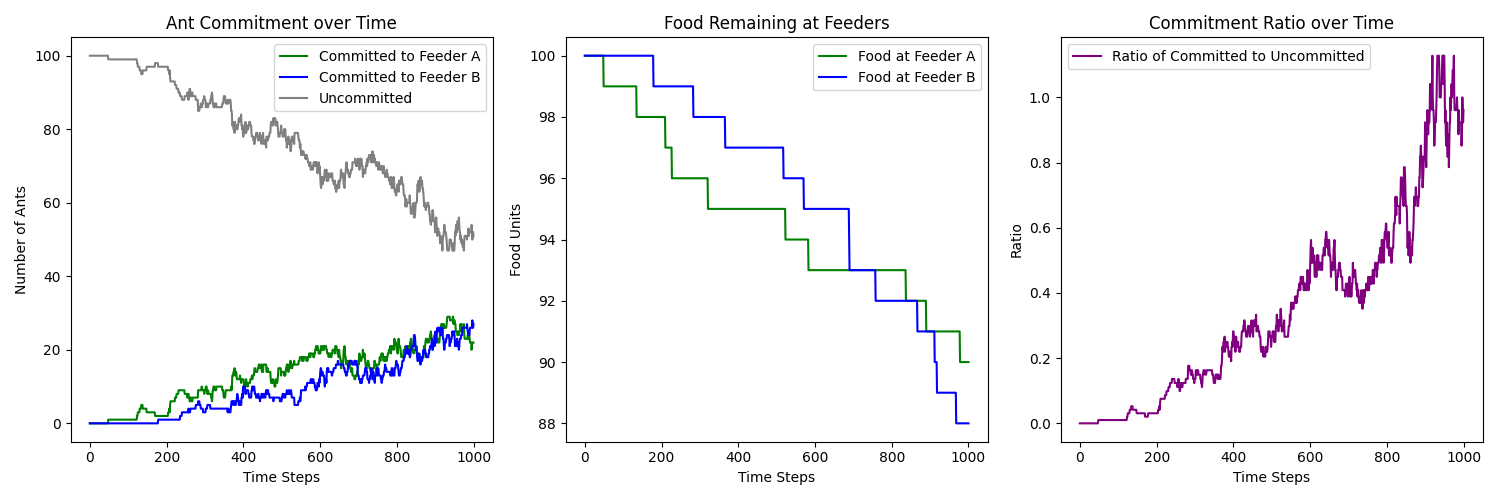 Ant Commitment over Time
Number of Ants
100
80
60
40
20
0
Committed to Feeder A
Committed to Feeder B
Uncommitted
0 200 400 600 800 1000
Time Steps
Food Remaining at Feeders
Food Units
100
98
96
94
92
90
88
Food at Feeder A
Food at Feeder B
0 200 400 600 800 1000
Time Steps
Commitment Ratio over Time
Ratio
1.0
0.8
0.6
0.4
0.2
0.0
Ratio of Committed to Uncommitted
0 200 400 600 800 1000
Time Steps